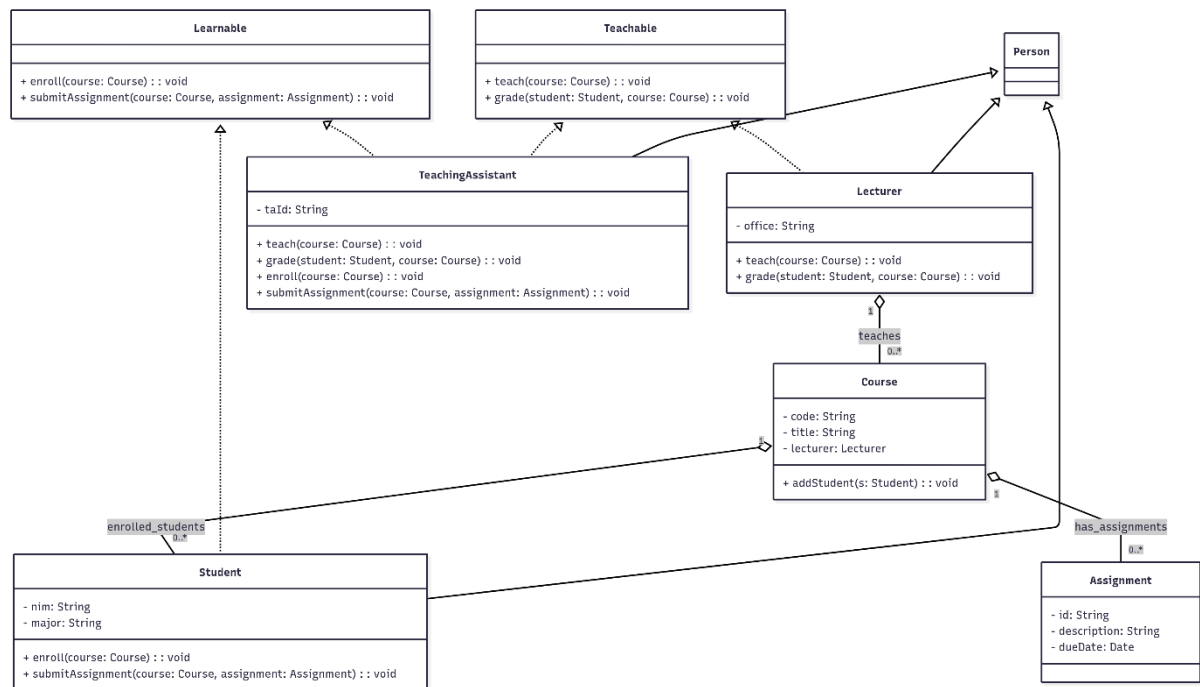 Learnable
+ enroll(course: Course) : : void
+ submitAssignment(course: Course, assignment: Assignment) : : void
Teachable
+ teach(course: Course) : : void
+ grade(student: Student, course: Course) : : void
Person
TeachingAssistant
- taId: String
+ teach(course: Course) : : void
+ grade(student: Student, course: Course) : : void
+ enroll(course: Course) : : void
+ submitAssignment(course: Course, assignment: Assignment) : : void
Lecturer
- office: String
+ teach(course: Course) : : void
+ grade(student: Student, course: Course) : : void
1
teaches
0..*
Course
- code: String
- title: String
- lecturer: Lecturer
+ addStudent(s: Student) : : void
1
enrolled_students
0..*
1
has_assignments
0..*
Student
- nim: String
- major: String
+ enroll(course: Course) : : void
+ submitAssignment(course: Course, assignment: Assignment) : : void
Assignment
- id: String
- description: String
- dueDate: Date